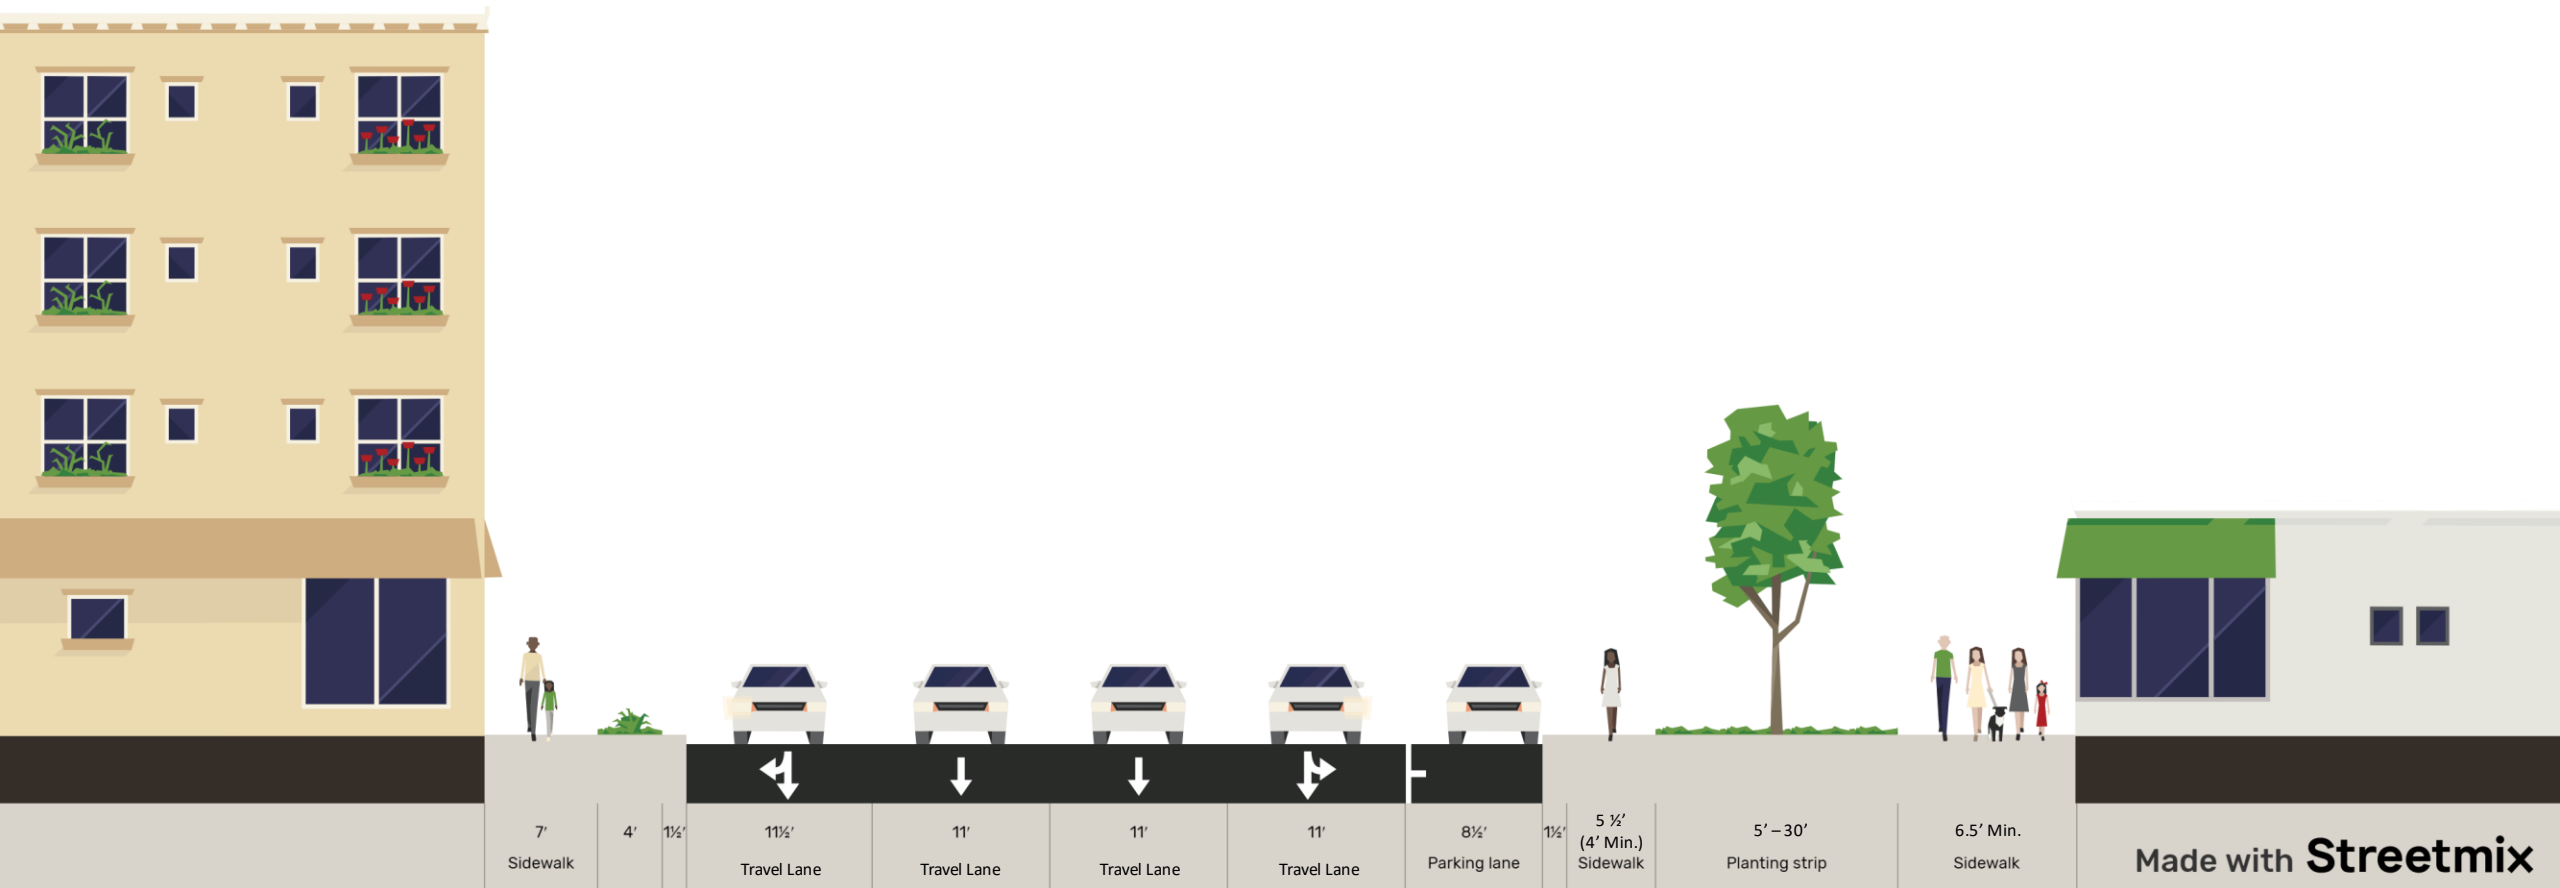 7' 4' 1½' 11½' 11' 11' 11' 8½' 1½' 5 ½' 5' – 30' 6.5' Min.
(4' Min.)
Sidewalk Travel Lane Travel Lane Travel Lane Travel Lane Parking lane Sidewalk Planting strip Sidewalk
Made with Streetmix